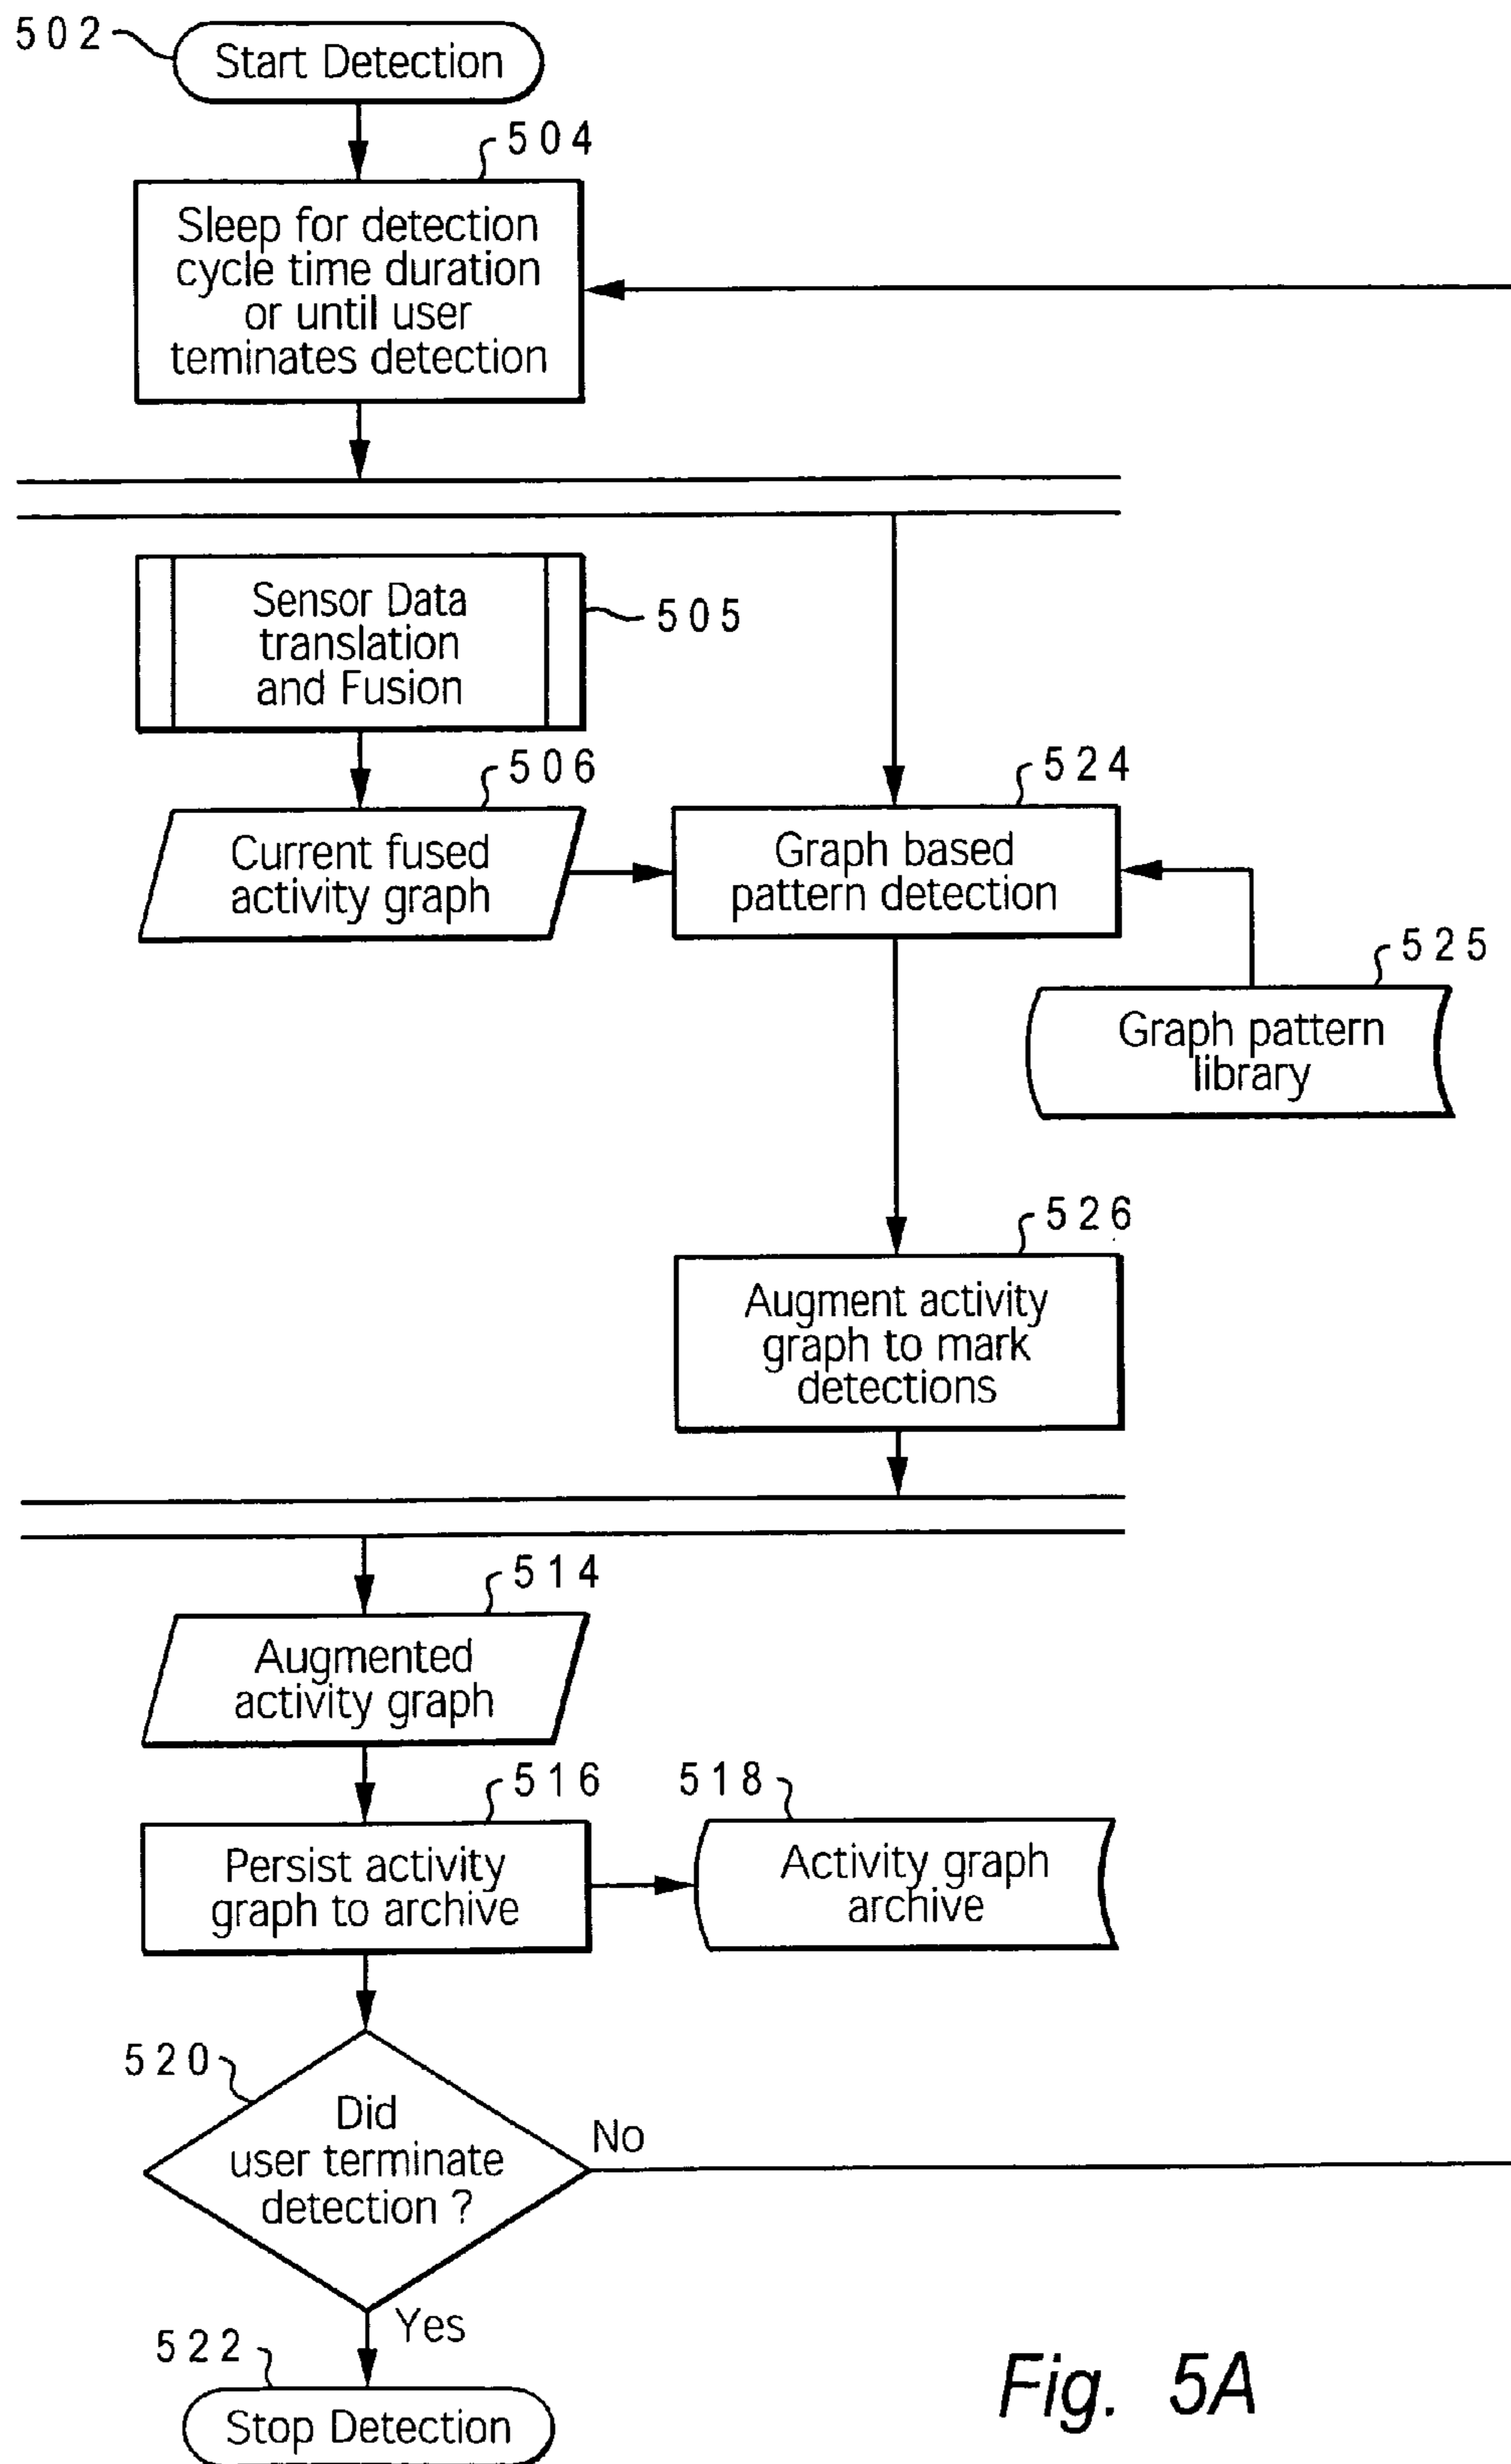 502
Start Detection
504
Sleep for detection
cycle time duration
or until user
teminates detection
Sensor Data
translation
and Fusion
505
506
Current fused
activity graph
524
Graph based
pattern detection
525
Graph pattern
library
526
Augment activity
graph to mark
detections
514
Augmented
activity graph
516
Persist activity
graph to archive
518
Activity graph
archive
520
Did
user terminate
detection ?
No
Yes
522
Stop Detection
Fig. 5A